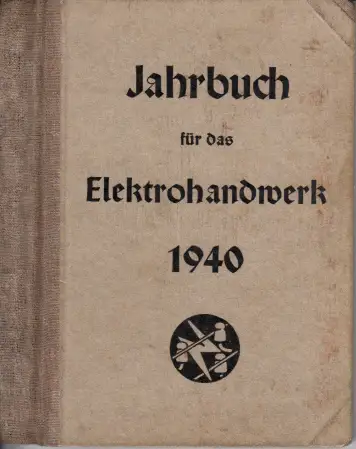 Jahrbuch
für das
Elektrohandwerk
1940